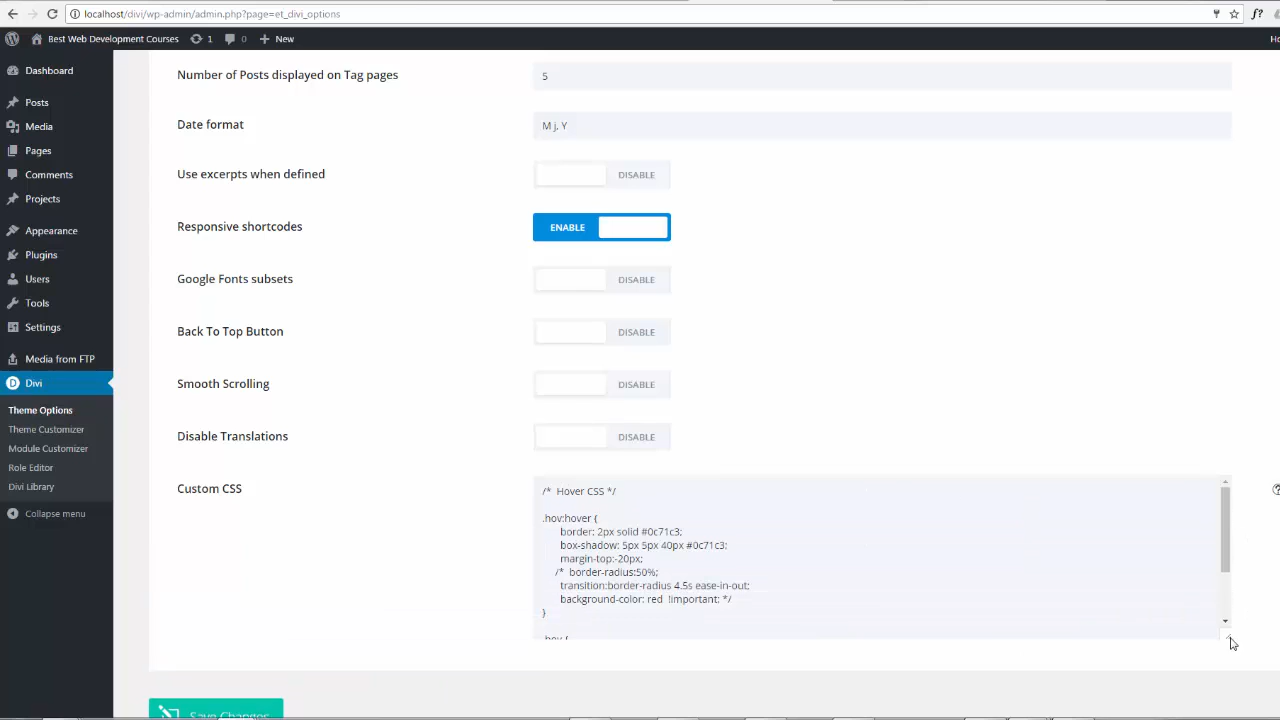 localhost/divi/wp-admin/admin.php?page=et_divi_options
f?
Best Web Development Courses 1 0 New
Dashboard
Posts
Media
Pages
Comments
Projects
Appearance
Plugins
Users
Tools
Settings
Media from FTP
Divi
Theme Options
Theme Customizer
Module Customizer
Role Editor
Divi Library
Collapse menu
Number of Posts displayed on Tag pages
5
Date format
M j, Y
Use excerpts when defined
DISABLE
Responsive shortcodes
ENABLE
Google Fonts subsets
DISABLE
Back To Top Button
DISABLE
Smooth Scrolling
DISABLE
Disable Translations
DISABLE
Custom CSS
/* Hover CSS */
.hov:hover {
border: 2px solid #0c71c3;
box-shadow: 5px 5px 40px #0c71c3;
margin-top:-20px;
/* border-radius:50%;
transition:border-radius 4.5s ease-in-out;
background-color: red !important; */
}
.hov {
Save Changes